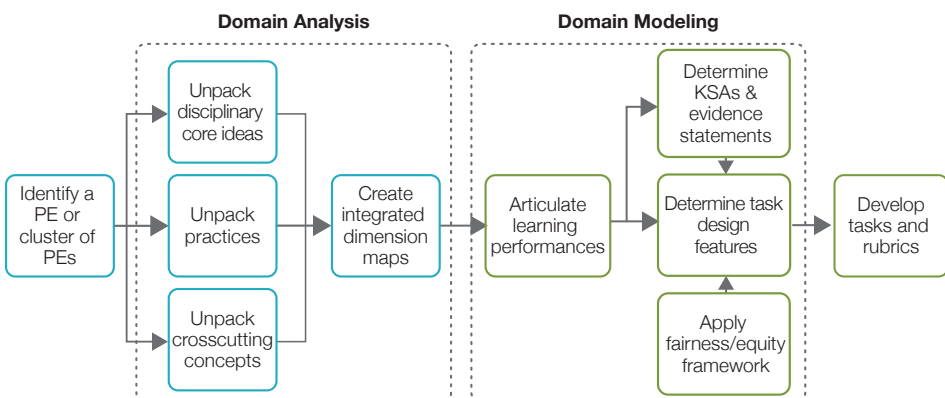 Domain Analysis
Domain Modeling
Identify a
PE or
cluster of
PEs
Unpack
disciplinary
core ideas
Unpack
practices
Unpack
crosscutting
concepts
Create
integrated
dimension
maps
Articulate
learning
performances
Determine
KSAs &
evidence
statements
Determine task
design
features
Apply
fairness/equity
framework
Develop
tasks and
rubrics